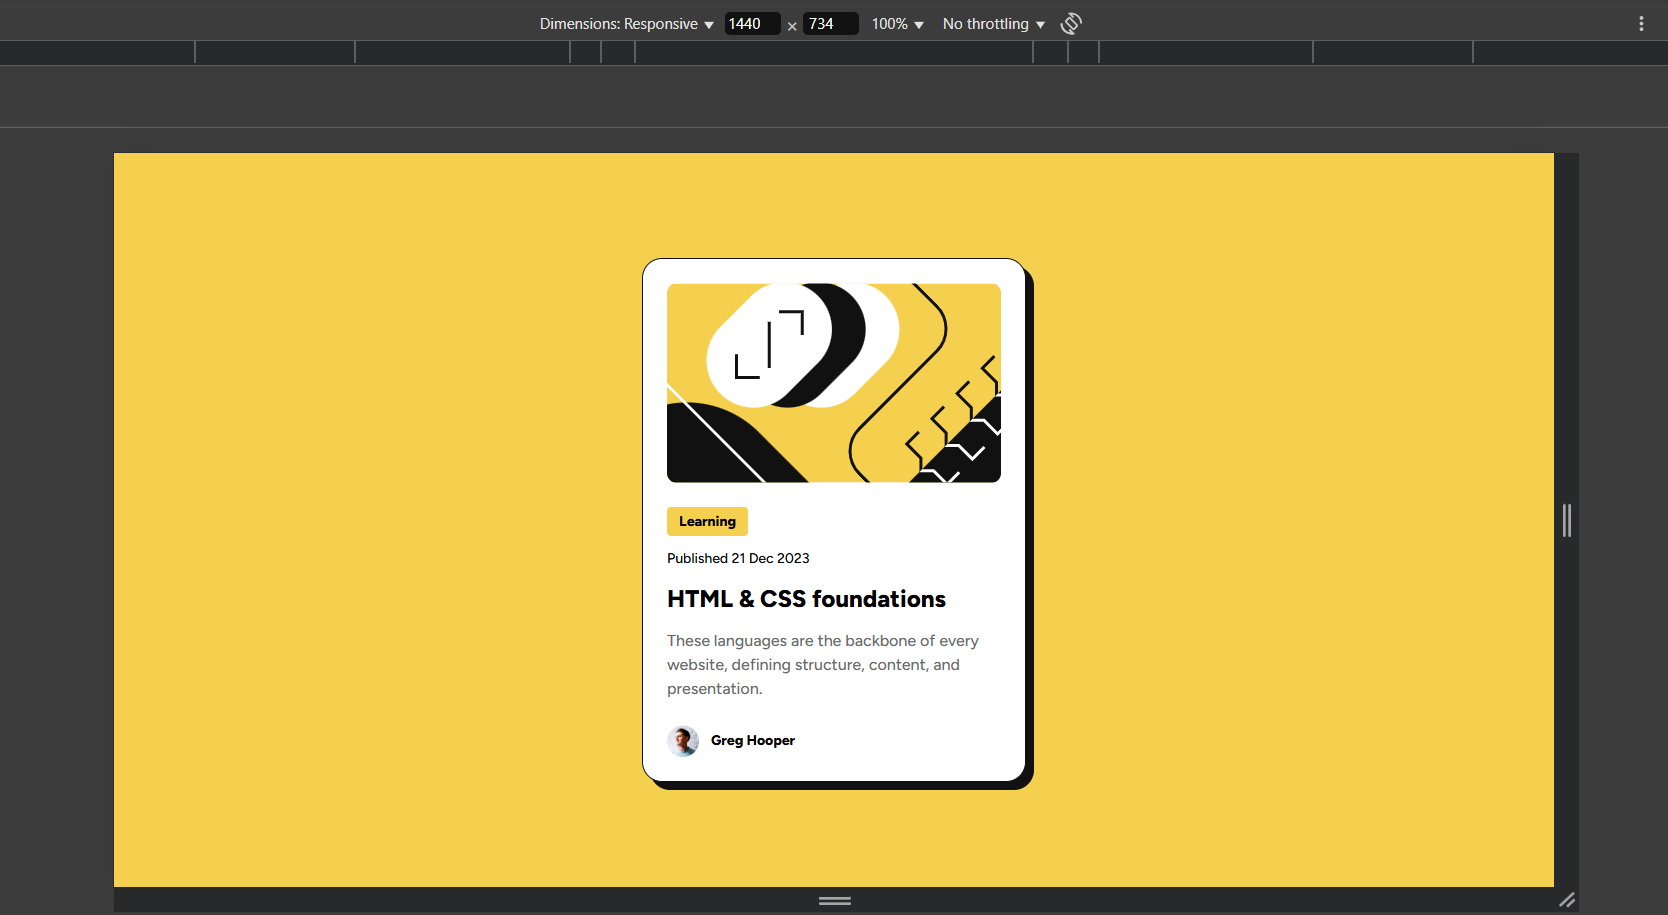 Dimensions: Responsive ▼ 1440 × 734 100% ▼ No throttling ▼
Learning
Published 21 Dec 2023
HTML & CSS foundations
These languages are the backbone of every
website, defining structure, content, and
presentation.
Greg Hooper